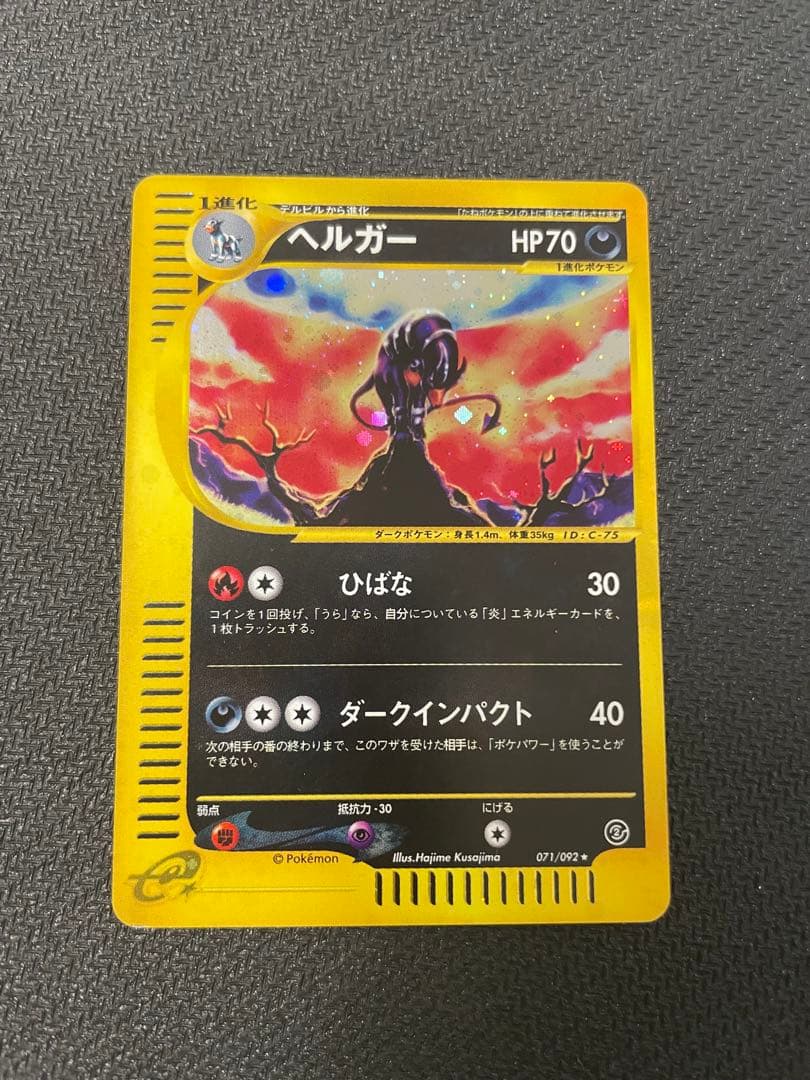 1進化
デルビルから進化
「たねポケモン」の上に重ねて進化させます。
ヘルガー
HP70
1進化ポケモン
ダークポケモン：身長1.4m、体重35kg ID:C-75
ひばな 30
コインを1回投げ、「うら」なら、自分についている「炎」エネルギーカードを、
1枚トラッシュする。
ダークインパクト 40
次の相手の番の終わりまで、このワザを受けた相手は、「ポケパワー」を使うことが
できない。
弱点 抵抗力-30 にげる
2
©Pokémon Illus.Hajime Kusajima 071/092★
e